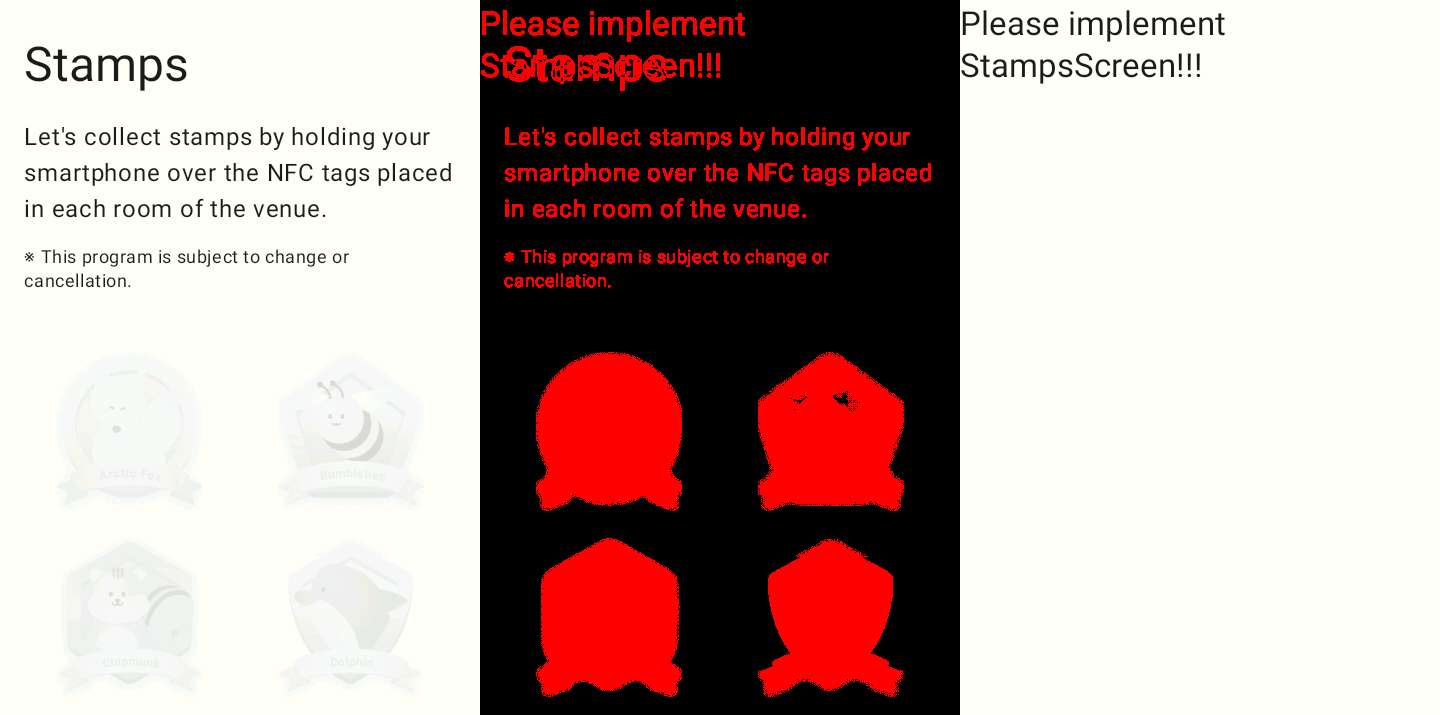 Stamps
Let's collect stamps by holding your
smartphone over the NFC tags placed
in each room of the venue.
※ This program is subject to change or
cancellation.
Arctic Fox
Bumblebee
Chipmunk
Dolphin
Please implement
StampsScreen!!!
Stamps
Let's collect stamps by holding your
smartphone over the NFC tags placed
in each room of the venue.
※ This program is subject to change or
cancellation.
Please implement
StampsScreen!!!